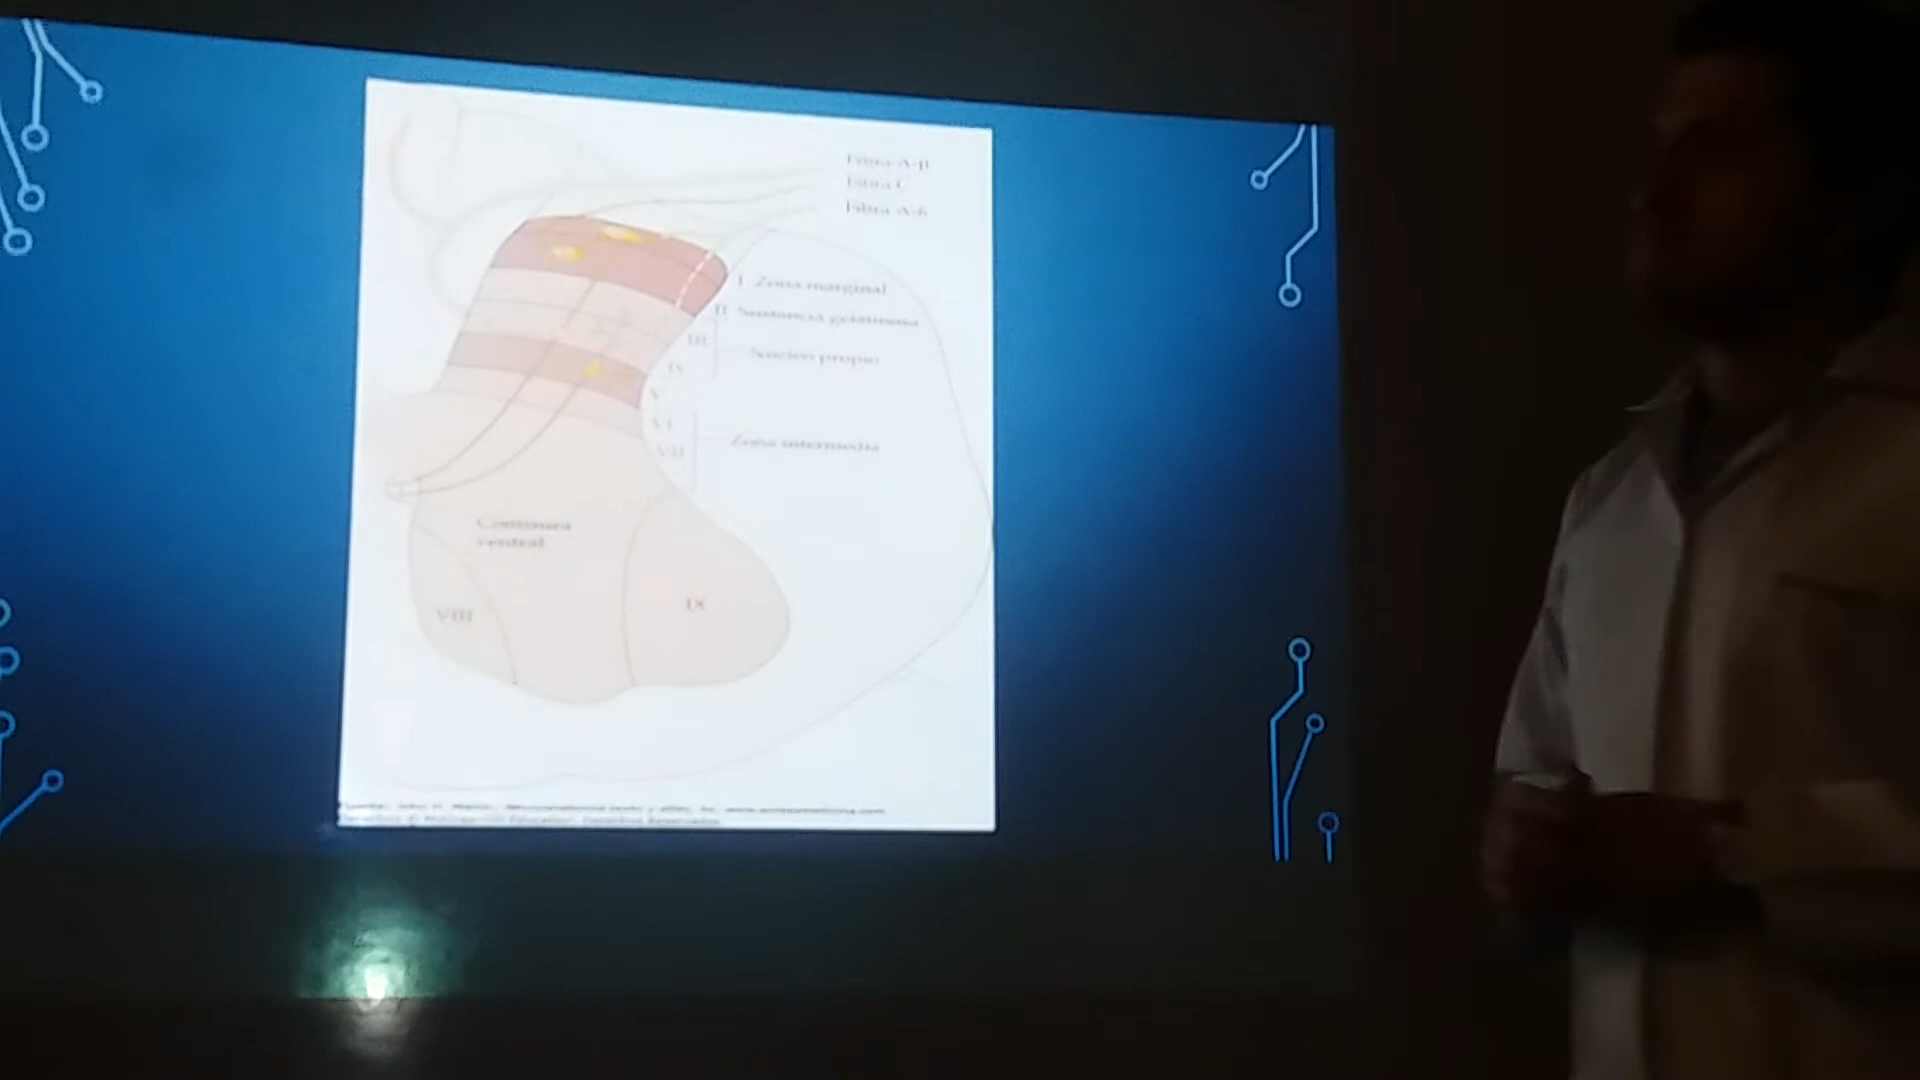 Fibra A-β
Fibra C
Fibra A-δ
I Zona marginal
II Sustancia gelatinosa
III
Núcleo propio
IV
V
VI
Zona intermedia
VII
Comisura
ventral
VIII
IX